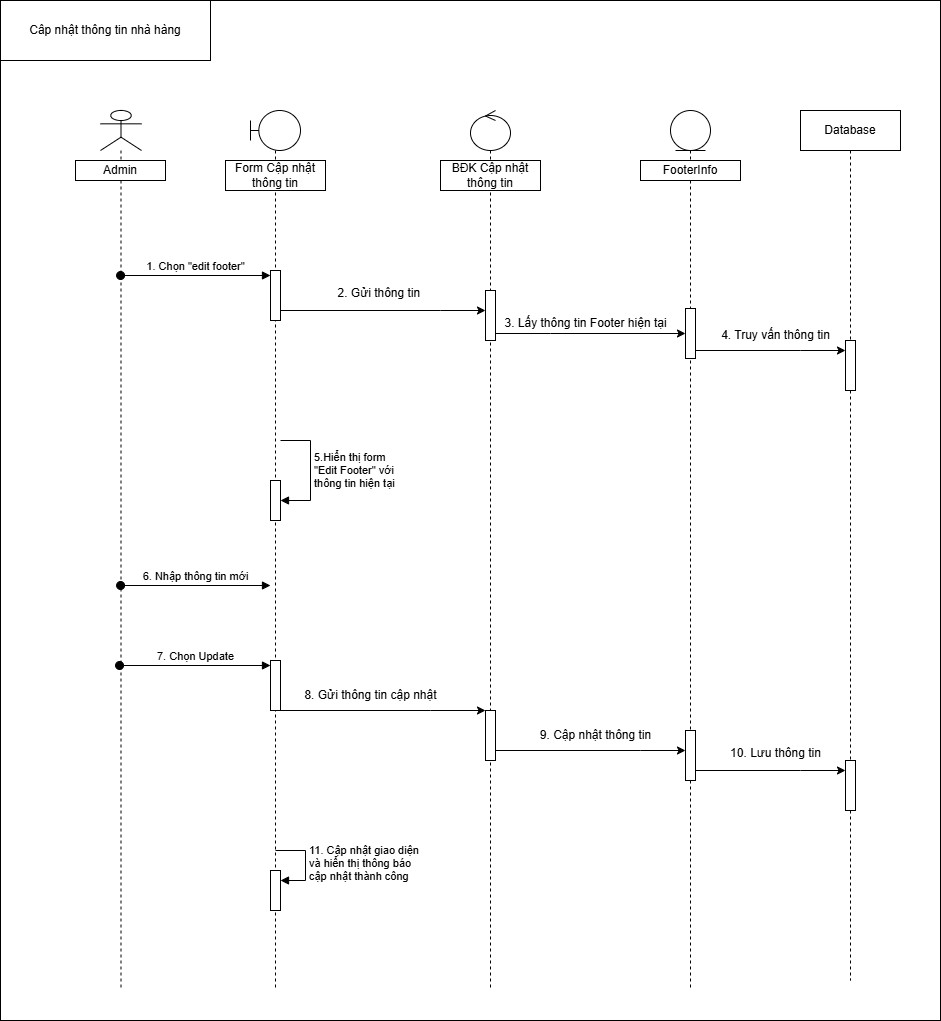 Cập nhật thông tin nhà hàng
Admin
Form Cập nhật
thông tin
BĐK Cập nhật
thông tin
FooterInfo
Database
1. Chọn "edit footer"
2. Gửi thông tin
3. Lấy thông tin Footer hiện tại
4. Truy vấn thông tin
5.Hiển thị form
"Edit Footer" với
thông tin hiện tại
6. Nhập thông tin mới
7. Chọn Update
8. Gửi thông tin cập nhật
9. Cập nhật thông tin
10. Lưu thông tin
11. Cập nhật giao diện
và hiển thị thông báo
cập nhật thành công